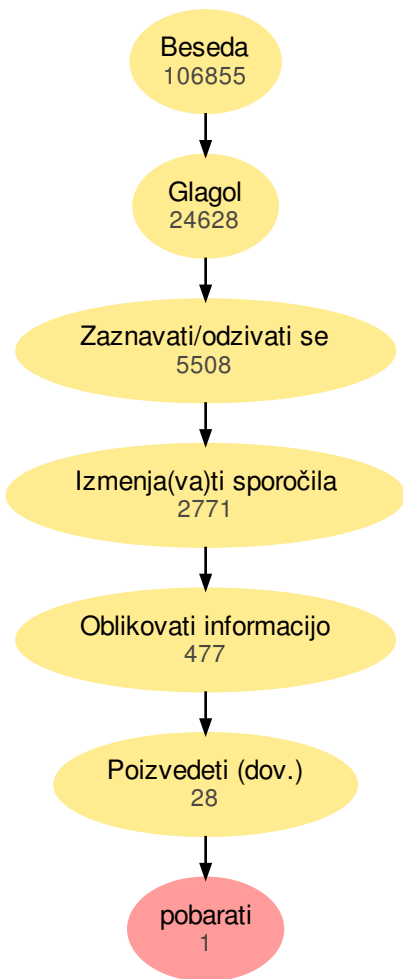 Beseda
106855
Glagol
24628
Zaznavati/odzivati se
5508
Izmenja(va)ti sporočila
2771
Oblikovati informacijo
477
Poizvedeti (dov.)
28
pobarati
1